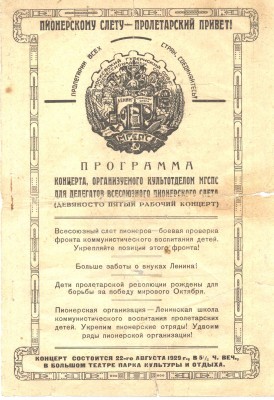 ПИОНЕРСКОМУ СЛЕТУ — ПРОЛЕТАРСКИЙ ПРИВЕТ!
ПРОЛЕТАРИИ ВСЕХ СТРАН, СОЕДИНЯЙТЕСЬ!
МГСПС
ПРОГРАММА
КОНЦЕРТА, ОРГАНИЗУЕМОГО КУЛЬТОТДЕЛОМ МГСПС
ДЛЯ ДЕЛЕГАТОВ ВСЕСОЮЗНОГО ПИОНЕРСКОГО СЛЕТА
(ДЕВЯНОСТО ПЯТЫЙ РАБОЧИЙ КОНЦЕРТ)
Всесоюзный слет пионеров — боевая проверка
фронта коммунистического воспитания детей.
Укрепляйте позиции этого фронта!
Больше заботы о внуках Ленина!
Дети пролетарской революции рождены для
борьбы за победу мирового Октября.
Пионерская организация — Ленинская школа
коммунистического воспитания пролетарских
детей. Укрепим пионерские отряды! Удвоим
ряды пионерской организации!
КОНЦЕРТ СОСТОИТСЯ 22-го АВГУСТА 1929 г., В 5½ Ч. ВЕЧ.,
В БОЛЬШОМ ТЕАТРЕ ПАРКА КУЛЬТУРЫ И ОТДЫХА.